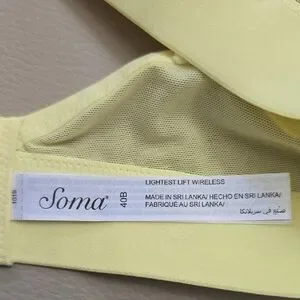 Soma
40B
LIGHTEST LIFT WIRELESS
MADE IN SRI LANKA/ HECHO EN SRI LANKA/
FABRIQUÉ AU SRI LANKA/ صنع في سريلانكا